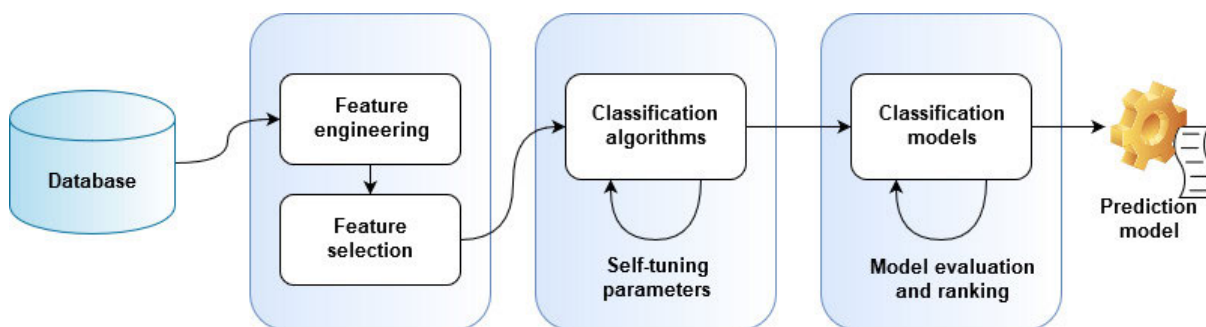 Database
Feature
engineering
Feature
selection
Classification
algorithms
Self-tuning
parameters
Classification
models
Model evaluation
and ranking
Prediction
model